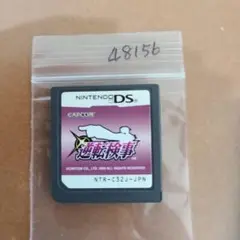 48156
NINTENDO DS
CAPCOM
逆転検事
NTR-C32J-JPN